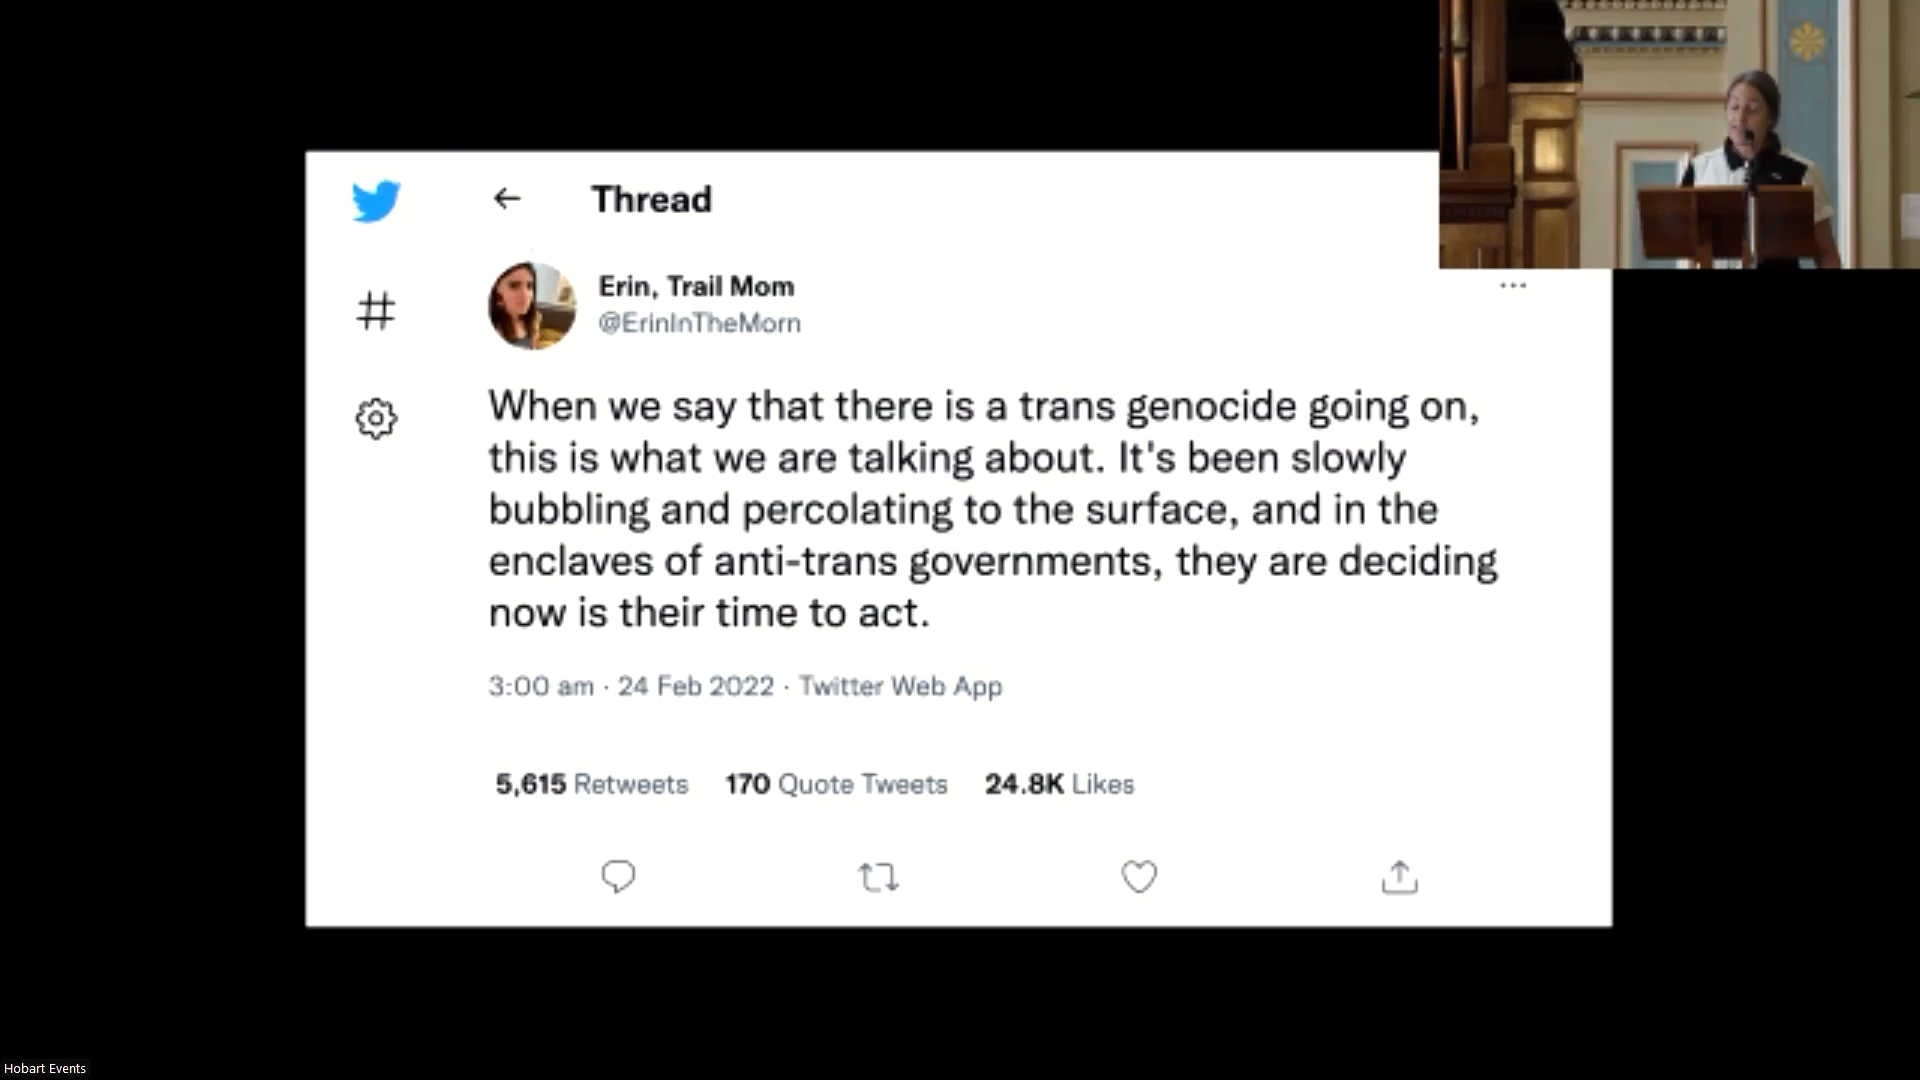 Thread
Erin, Trail Mom
@ErinInTheMorn
When we say that there is a trans genocide going on,
this is what we are talking about. It's been slowly
bubbling and percolating to the surface, and in the
enclaves of anti-trans governments, they are deciding
now is their time to act.
3:00 am · 24 Feb 2022 · Twitter Web App
5,615 Retweets 170 Quote Tweets 24.8K Likes
Hobart Events